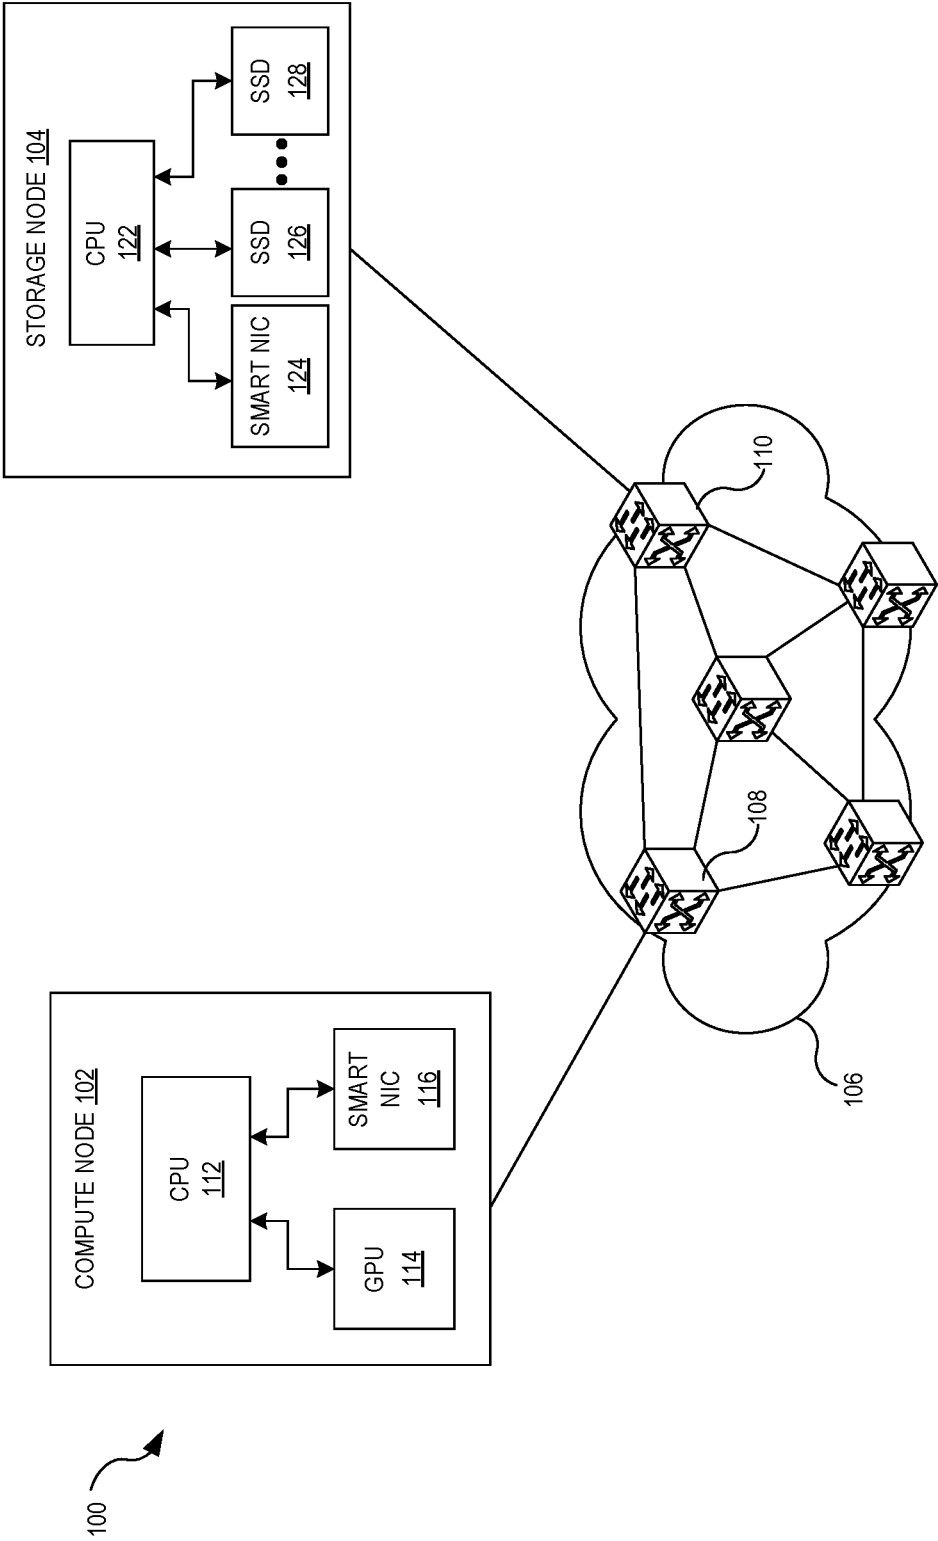 100
COMPUTE NODE 102
CPU
112
GPU
114
SMART
NIC
116
STORAGE NODE 104
CPU
122
SMART NIC
124
SSD
126
SSD
128
108
110
106